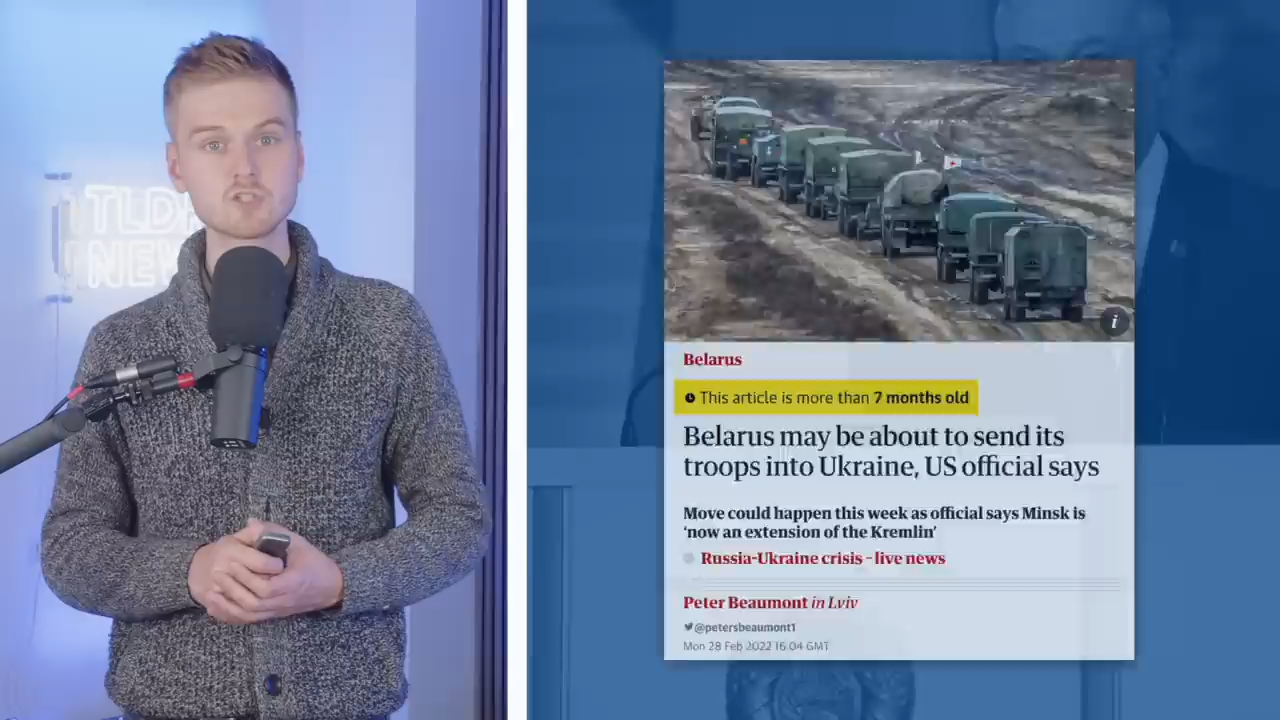 TLDR
NEW
Belarus
This article is more than 7 months old
Belarus may be about to send its
troops into Ukraine, US official says
Move could happen this week as official says Minsk is
‘now an extension of the Kremlin’
Russia-Ukraine crisis – live news
Peter Beaumont in Lviv
@petersbeaumont1
Mon 28 Feb 2022 16.04 GMT